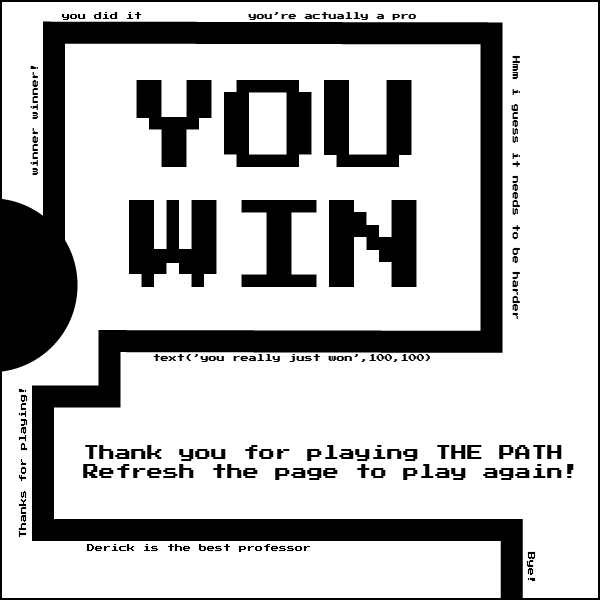 you did it
you're actually a pro
winner winner!
YOU
WIN
Hmm i guess it needs to be harder
text('you really just won',100,100)
Thanks for playing!
Thank you for playing THE PATH
Refresh the page to play again!
Derick is the best professor
Bye!